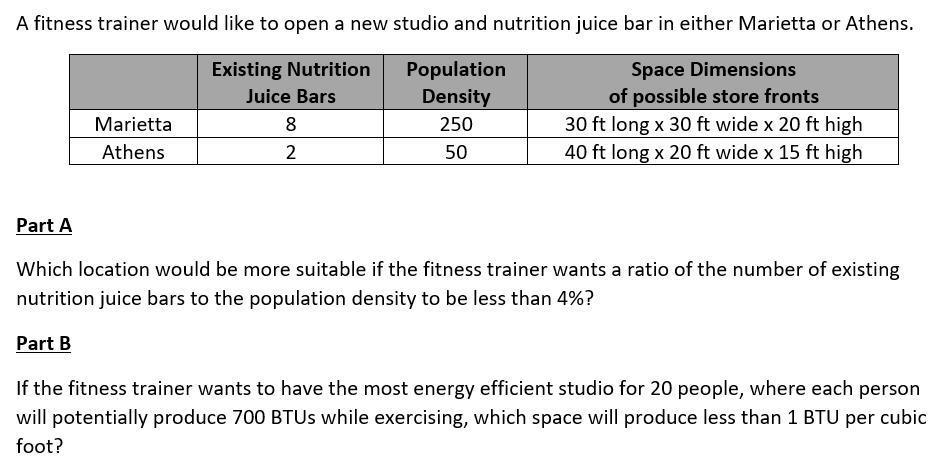 A fitness trainer would like to open a new studio and nutrition juice bar in either Marietta or Athens.
Existing Nutrition Juice Bars Population Density Space Dimensions of possible store fronts
Marietta 8 250 30 ft long x 30 ft wide x 20 ft high
Athens 2 50 40 ft long x 20 ft wide x 15 ft high
Part A
Which location would be more suitable if the fitness trainer wants a ratio of the number of existing
nutrition juice bars to the population density to be less than 4%?
Part B
If the fitness trainer wants to have the most energy efficient studio for 20 people, where each person
will potentially produce 700 BTUs while exercising, which space will produce less than 1 BTU per cubic
foot?